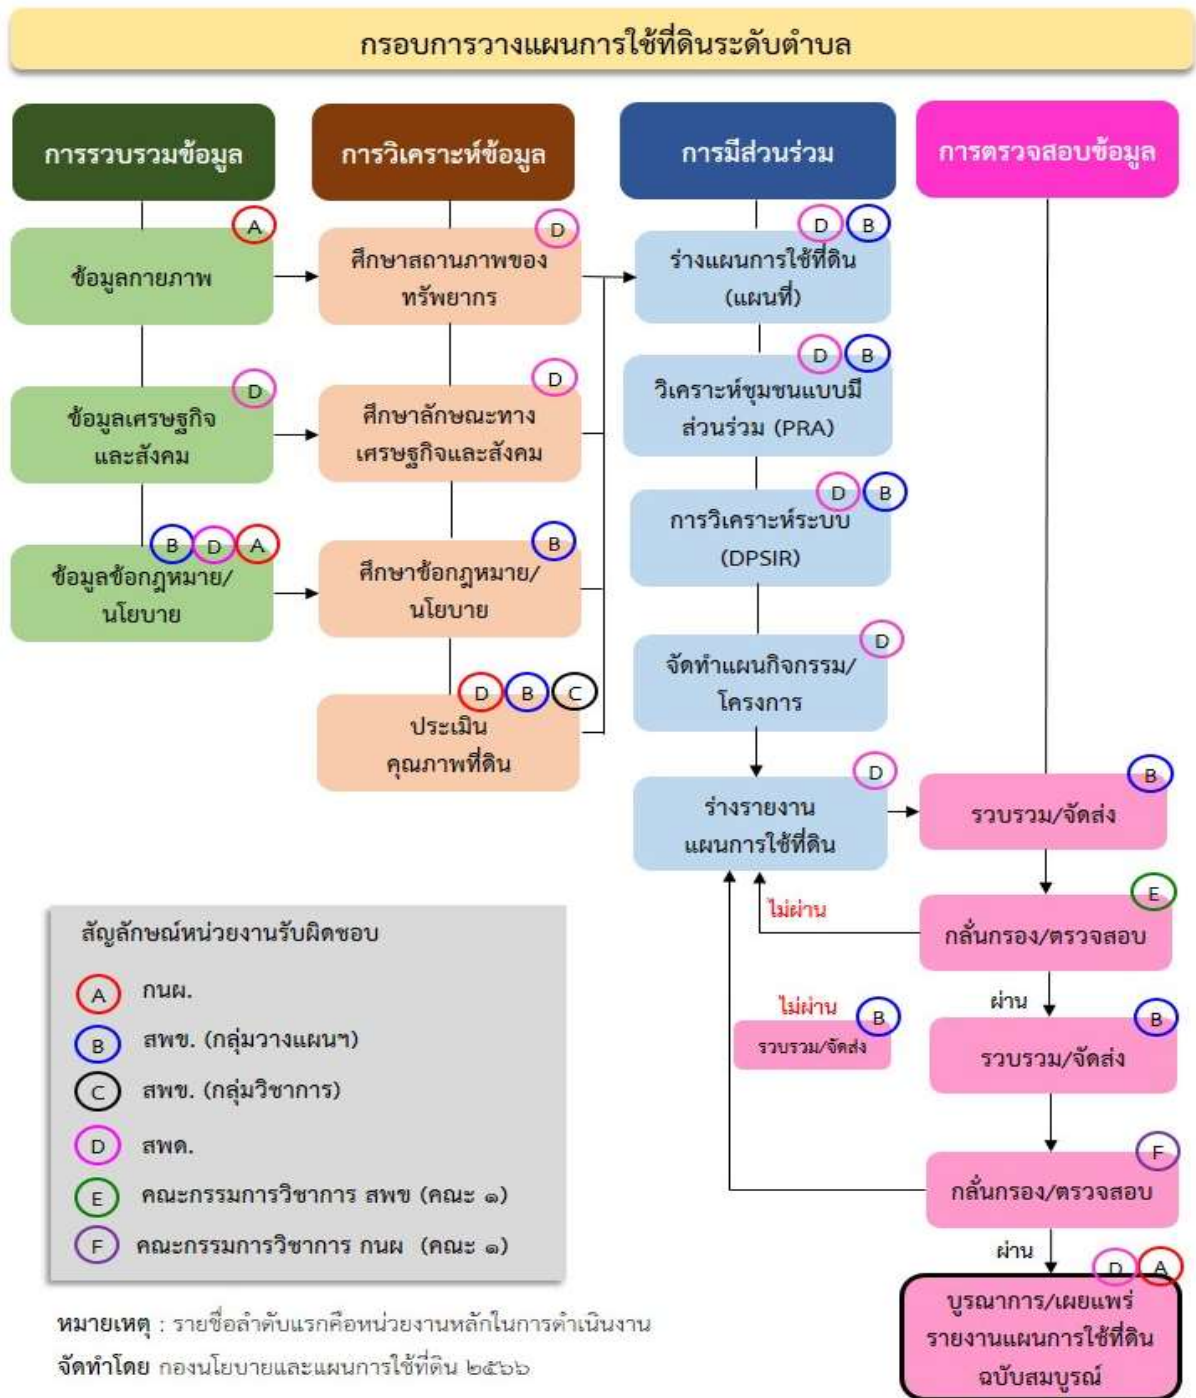 กรอบการวางแผนการใช้ที่ดินระดับตำบล
การรวบรวมข้อมูล
A
ข้อมูลกายภาพ
D
ข้อมูลเศรษฐกิจ
และสังคม
B D A
ข้อมูลข้อกฎหมาย/
นโยบาย
การวิเคราะห์ข้อมูล
D
ศึกษาสถานภาพของ
ทรัพยากร
D
ศึกษาลักษณะทาง
เศรษฐกิจและสังคม
B
ศึกษาข้อกฎหมาย/
นโยบาย
D B C
ประเมิน
คุณภาพที่ดิน
การมีส่วนร่วม
D B
ร่างแผนการใช้ที่ดิน
(แผนที่)
D B
วิเคราะห์ชุมชนแบบมี
ส่วนร่วม (PRA)
D B
การวิเคราะห์ระบบ
(DPSIR)
D
จัดทำแผนกิจกรรม/
โครงการ
D
ร่างรายงาน
แผนการใช้ที่ดิน
การตรวจสอบข้อมูล
B
รวบรวม/จัดส่ง
E
กลั่นกรอง/ตรวจสอบ
ไม่ผ่าน
ผ่าน
B
รวบรวม/จัดส่ง
F
กลั่นกรอง/ตรวจสอบ
ไม่ผ่าน
B
รวบรวม/จัดส่ง
ผ่าน
D A
บูรณาการ/เผยแพร่
รายงานแผนการใช้ที่ดิน
ฉบับสมบูรณ์
สัญลักษณ์หน่วยงานรับผิดชอบ
A กนผ.
B สพข. (กลุ่มวางแผนฯ)
C สพข. (กลุ่มวิชาการ)
D สพด.
E คณะกรรมการวิชาการ สพข (คณะ ๑)
F คณะกรรมการวิชาการ กนผ (คณะ ๑)
หมายเหตุ : รายชื่อลำดับแรกคือหน่วยงานหลักในการดำเนินงาน
จัดทำโดย กองนโยบายและแผนการใช้ที่ดิน ๒๕๖๖